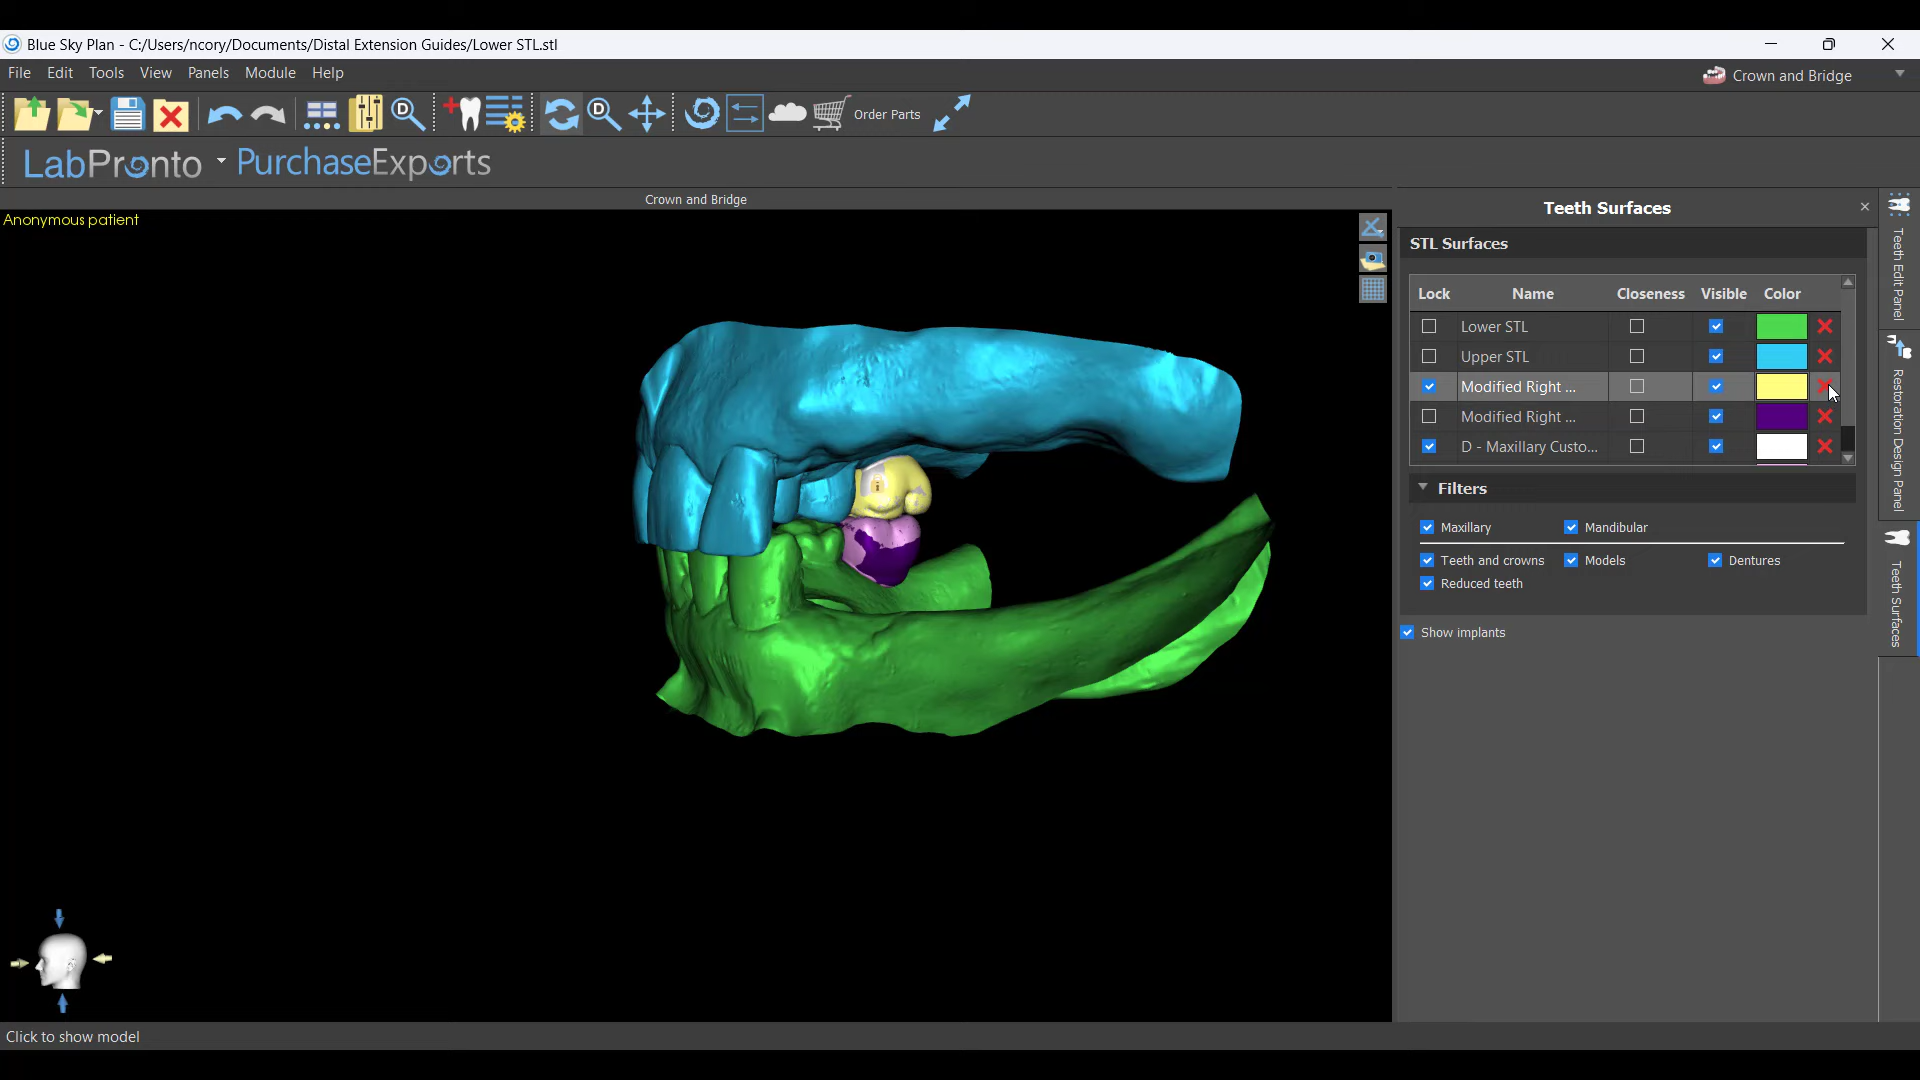 Blue Sky Plan - C:/Users/ncory/Documents/Distal Extension Guides/Lower STL.stl
File Edit Tools View Panels Module Help
Crown and Bridge
Order Parts
LabPronto PurchaseExports
Crown and Bridge
Anonymous patient
Teeth Surfaces
STL Surfaces
Lock Name Closeness Visible Color
Lower STL
Upper STL
Modified Right ...
Modified Right ...
D - Maxillary Custo...
Filters
Maxillary Mandibular
Teeth and crowns Models Dentures
Reduced teeth
Show implants
Teeth Edit Panel
Restoration Design Panel
Teeth Surfaces
Click to show model